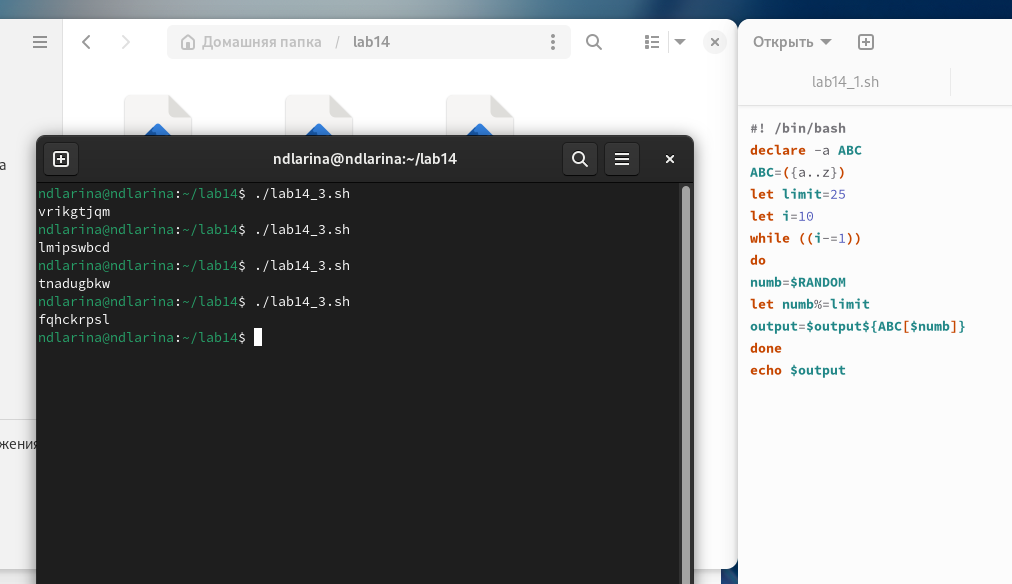 Домашняя папка / lab14
Открыть
lab14_1.sh
а
жения
ndlarina@ndlarina:~/lab14
ndlarina@ndlarina:~/lab14$ ./lab14_3.sh
vrikgtjqm
ndlarina@ndlarina:~/lab14$ ./lab14_3.sh
lmipswbcd
ndlarina@ndlarina:~/lab14$ ./lab14_3.sh
tnadugbkw
ndlarina@ndlarina:~/lab14$ ./lab14_3.sh
fqhckrpsl
ndlarina@ndlarina:~/lab14$
#! /bin/bash
declare -a ABC
ABC=({a..z})
let limit=25
let i=10
while ((i-=1))
do
numb=$RANDOM
let numb%=limit
output=$output${ABC[$numb]}
done
echo $output